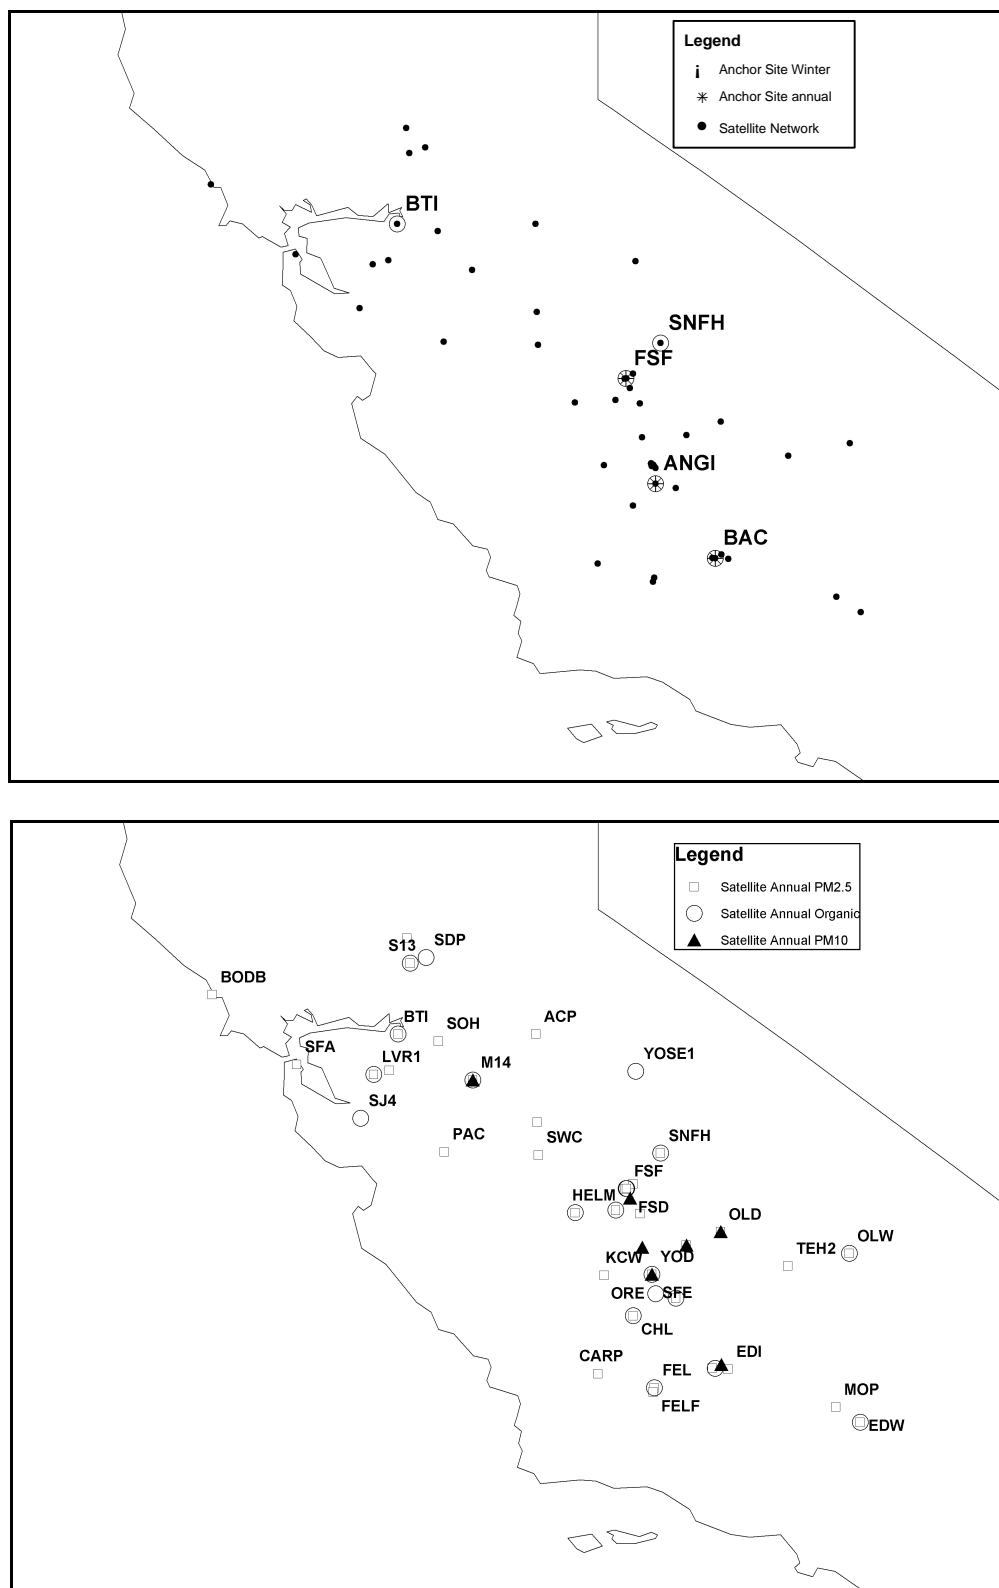 Legend
¡ Anchor Site Winter
Anchor Site annual
Satellite Network
BTI
SNFH
FSF
ANGI
BAC
Legend
Satellite Annual PM2.5
Satellite Annual Organic
Satellite Annual PM10
S13 SDP
BODB
BTI
SOH
ACP
SFA
LVR1
M14
YOSE1
SJ4
PAC
SWC
SNFH
FSF
HELM
FSD
OLD
OLW
TEH2
KCW YOD
ORE SFE
CHL
CARP
EDI
FEL
MOP
FELF
EDW